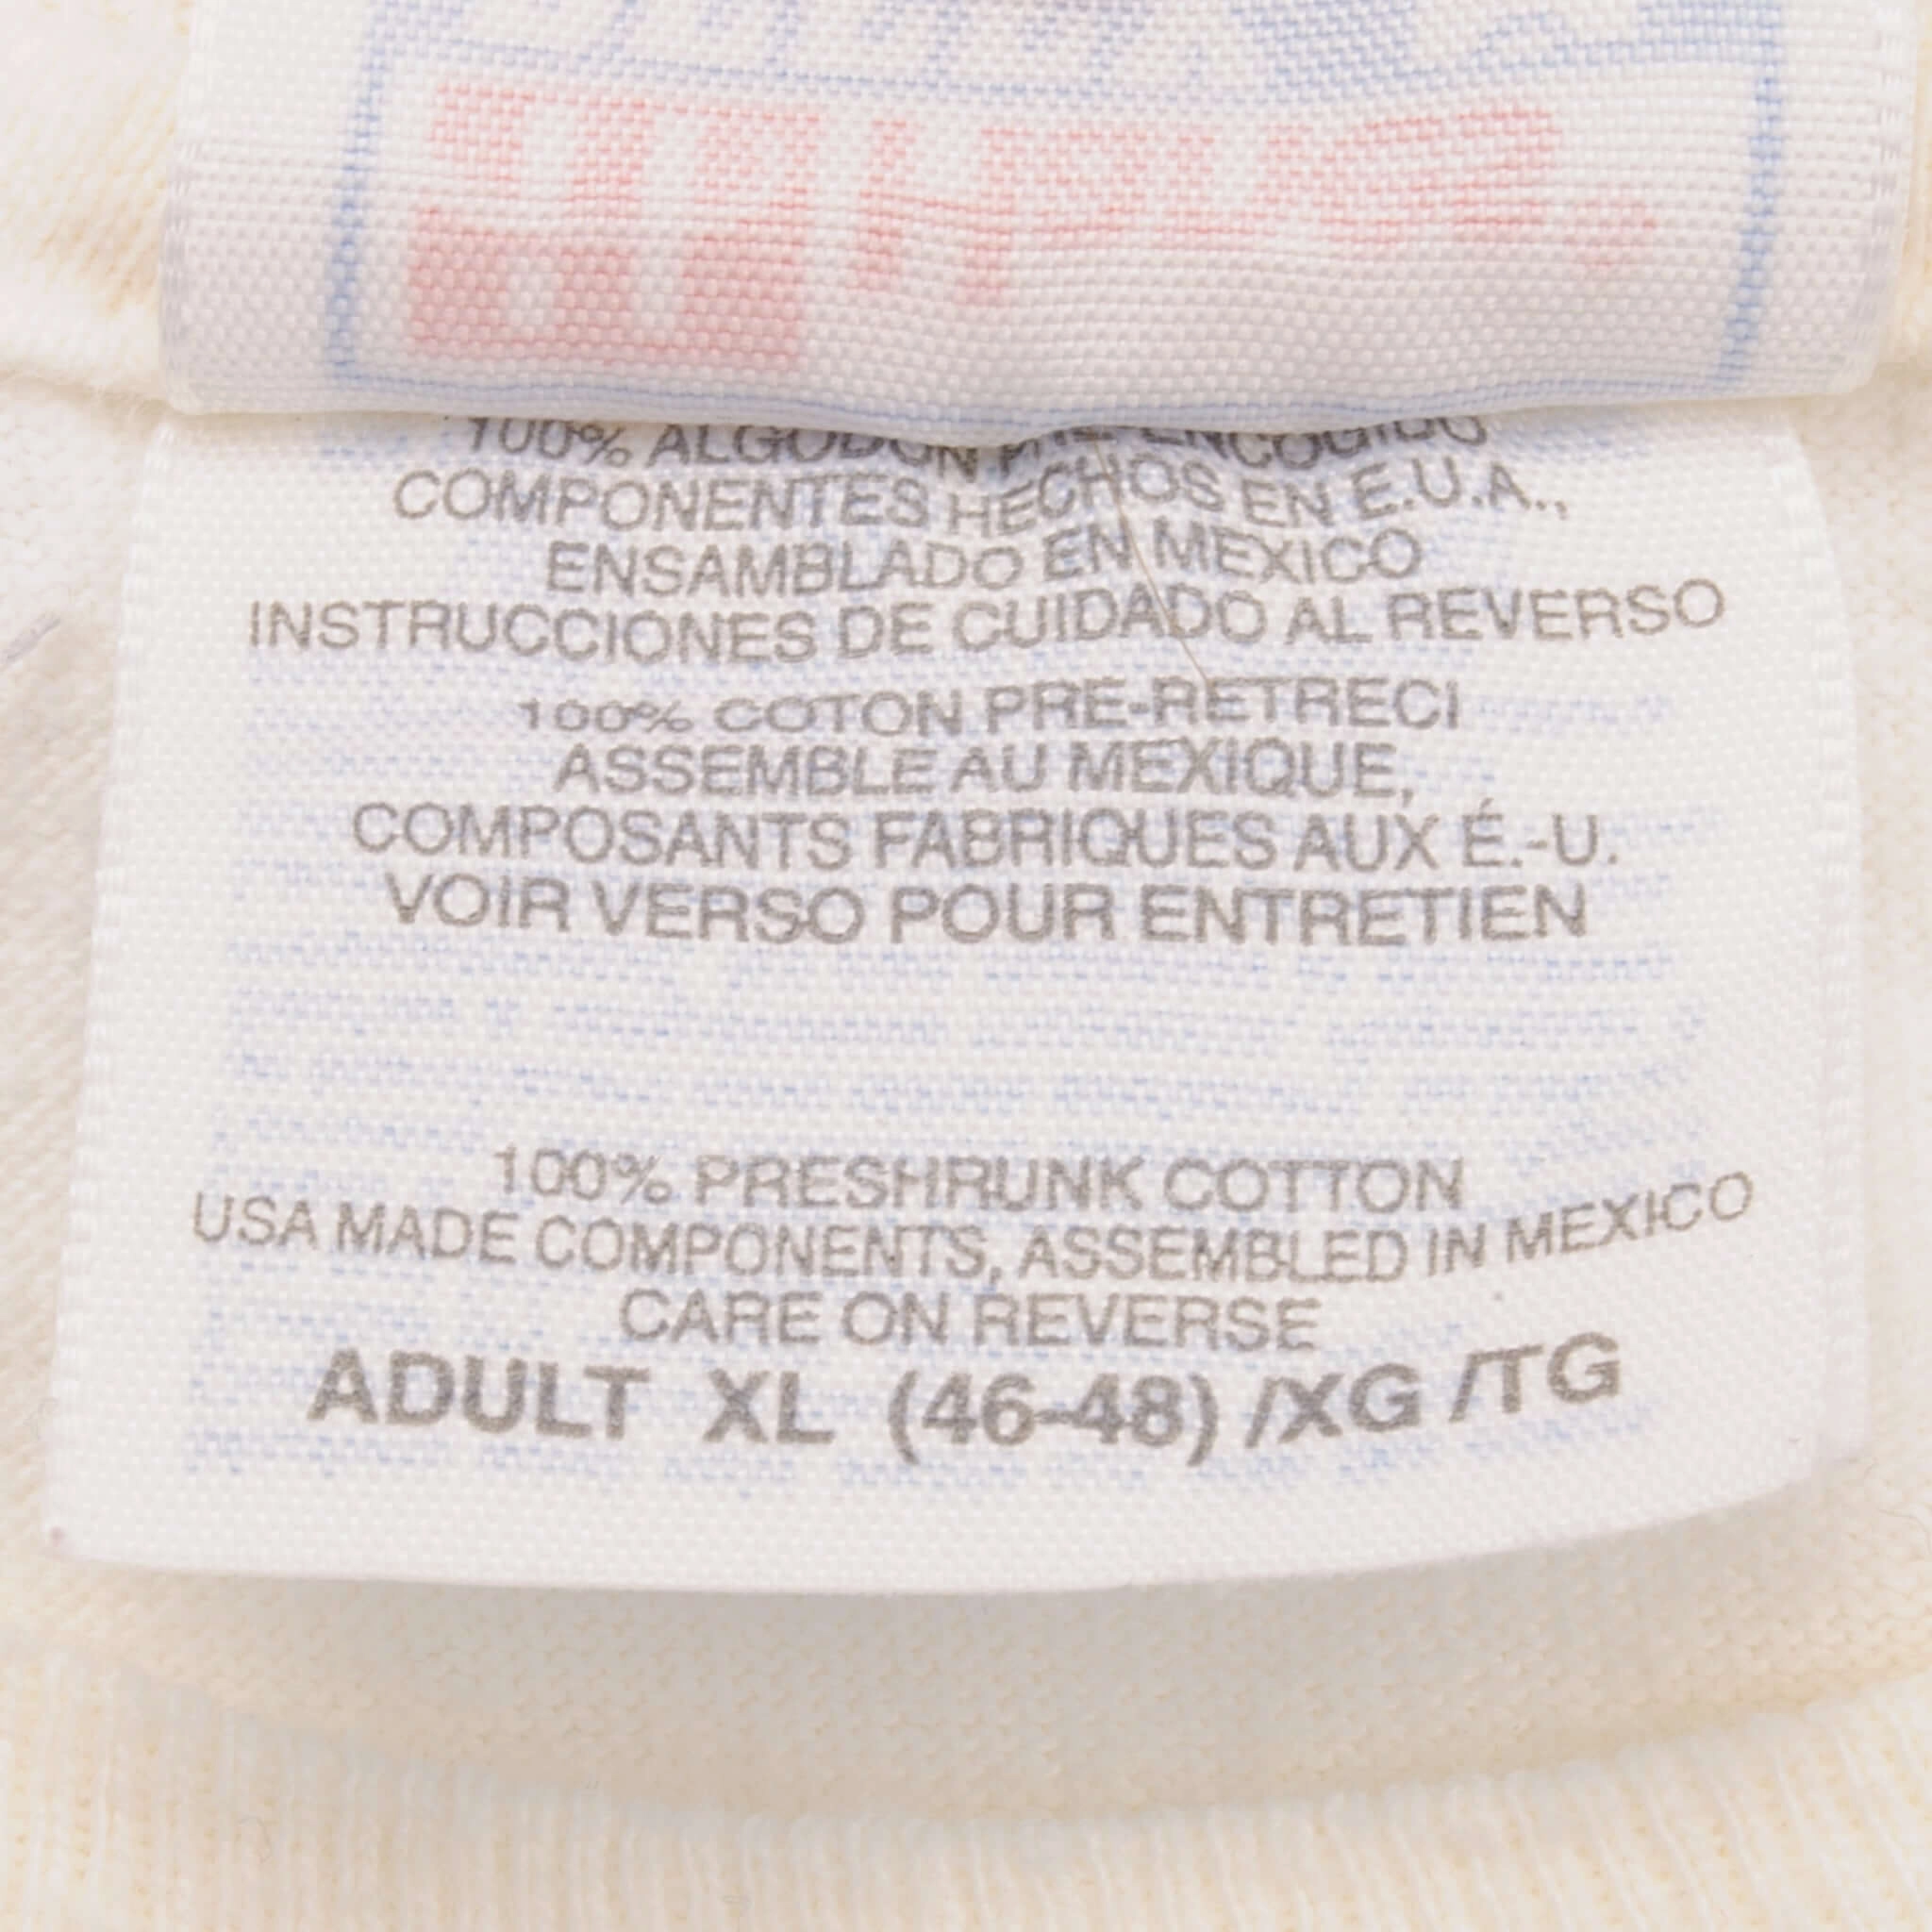 100% ALGODON PRE ENCOGIDO
COMPONENTES HECHOS EN E.U.A.,
ENSAMBLADO EN MEXICO
INSTRUCCIONES DE CUIDADO AL REVERSO
100% COTON PRE-RETRECI
ASSEMBLE AU MEXIQUE,
COMPOSANTS FABRIQUES AUX É.-U.
VOIR VERSO POUR ENTRETIEN
100% PRESHRUNK COTTON
USA MADE COMPONENTS, ASSEMBLED IN MEXICO
CARE ON REVERSE
ADULT XL (46-48) /XG /TG